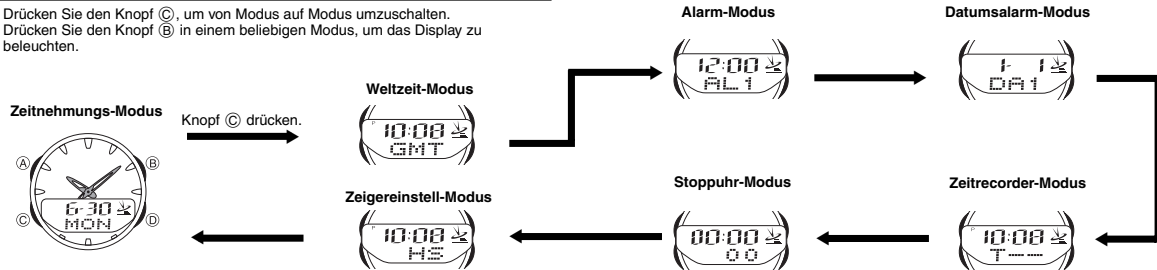 Drücken Sie den Knopf Ⓒ, um von Modus auf Modus umzuschalten.
Drücken Sie den Knopf Ⓑ in einem beliebigen Modus, um das Display zu
beleuchten.
Alarm-Modus
12:00
AL1
Datumsalarm-Modus
1- 1
DA1
Zeitnehmungs-Modus
Ⓐ
Ⓑ
Ⓒ
Ⓓ
6-30
MON
Knopf Ⓒ drücken.
Weltzeit-Modus
P
10:08
GMT
Zeigereinstell-Modus
P
10:08
HS
Stoppuhr-Modus
00:00
00
Zeitrecorder-Modus
P
10:08
T--